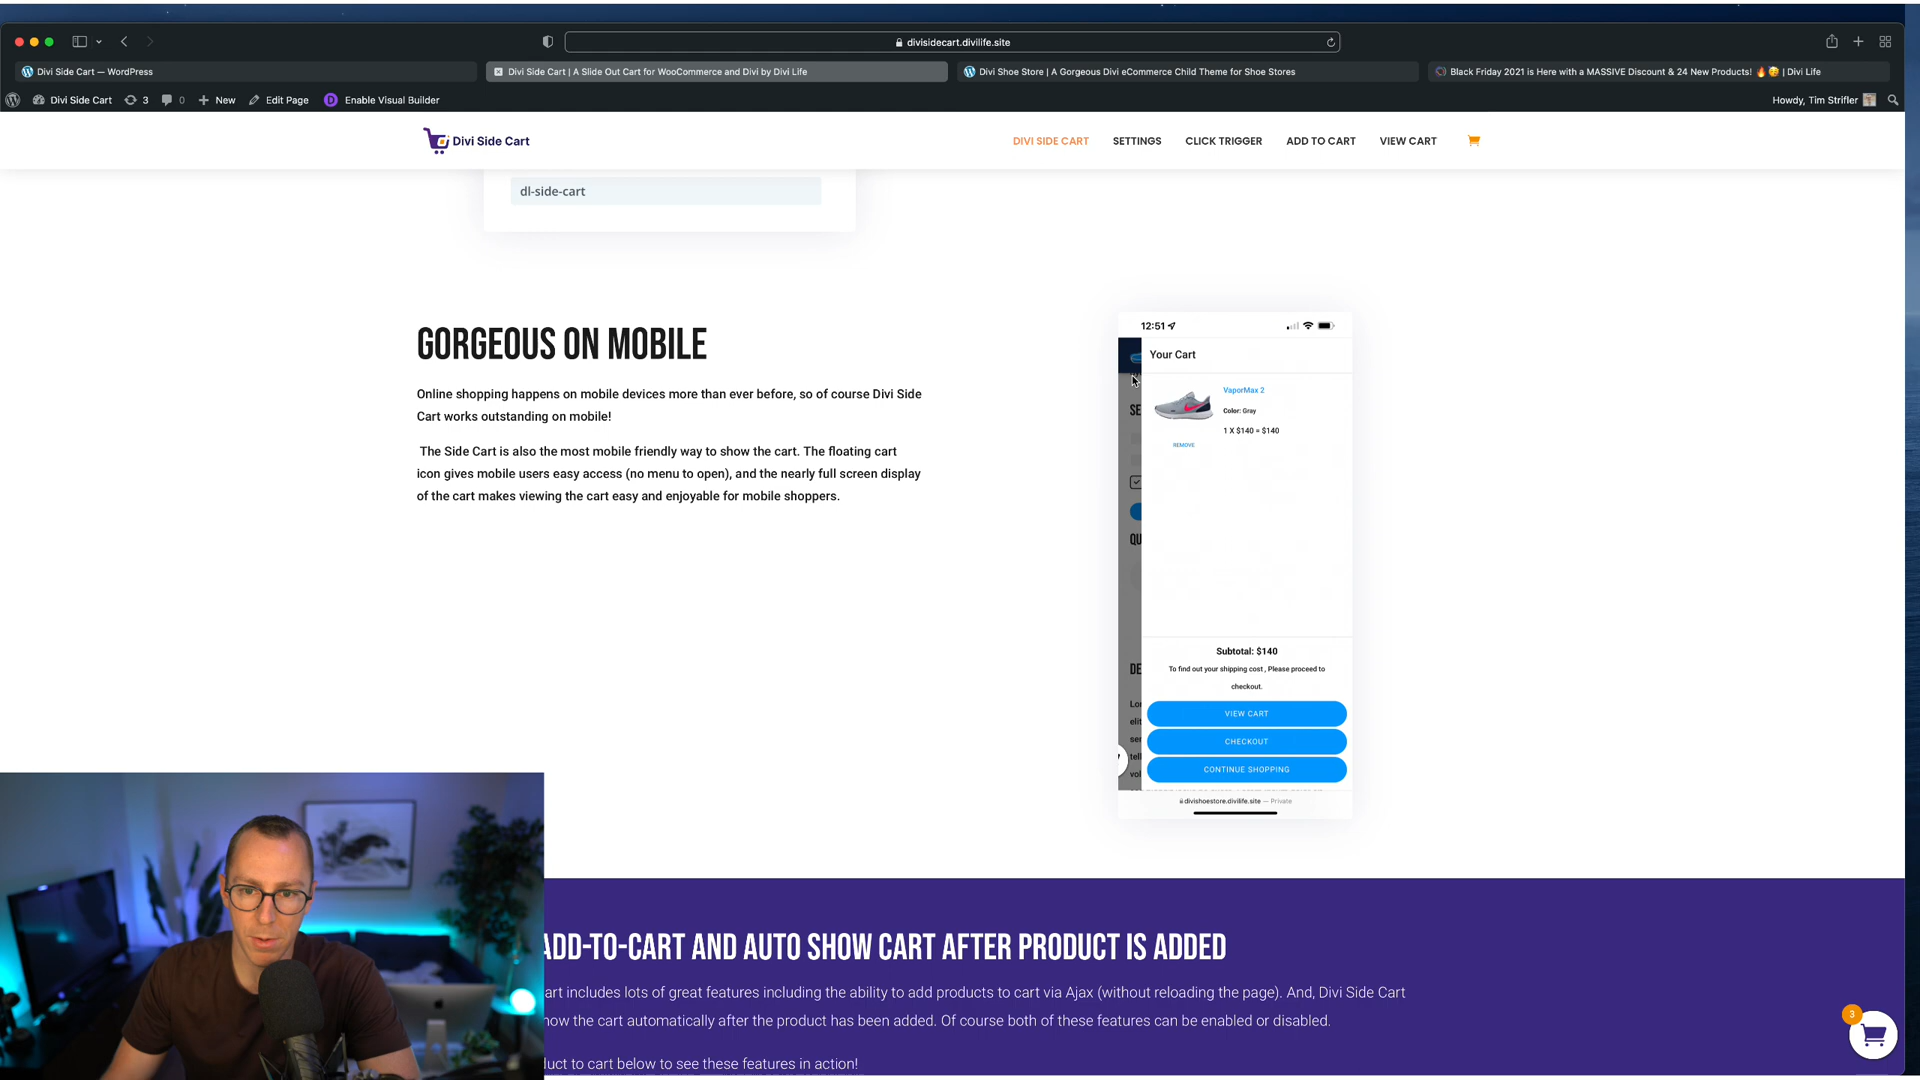 divisidecart.divilife.site
Divi Side Cart — WordPress
Divi Side Cart | A Slide Out Cart for WooCommerce and Divi by Divi Life
Divi Shoe Store | A Gorgeous Divi eCommerce Child Theme for Shoe Stores
Black Friday 2021 is Here with a MASSIVE Discount & 24 New Products! 🔥🥳 | Divi Life
Divi Side Cart
3
0
New
Edit Page
D
Enable Visual Builder
Howdy, Tim Strifler
Divi Side Cart
DIVI SIDE CART
SETTINGS
CLICK TRIGGER
ADD TO CART
VIEW CART
dl-side-cart
GORGEOUS ON MOBILE
Online shopping happens on mobile devices more than ever before, so of course Divi Side
Cart works outstanding on mobile!
The Side Cart is also the most mobile friendly way to show the cart. The floating cart
icon gives mobile users easy access (no menu to open), and the nearly full screen display
of the cart makes viewing the cart easy and enjoyable for mobile shoppers.
12:51
Your Cart
VaporMax 2
Color: Gray
1 X $140 = $140
REMOVE
SE
QU
DE
Lor
elit
tell
vol
Subtotal: $140
To find out your shipping cost, Please proceed to
checkout.
VIEW CART
CHECKOUT
CONTINUE SHOPPING
divishoestore.divilife.site — Private
ADD-TO-CART AND AUTO SHOW CART AFTER PRODUCT IS ADDED
art includes lots of great features including the ability to add products to cart via Ajax (without reloading the page). And, Divi Side Cart
how the cart automatically after the product has been added. Of course both of these features can be enabled or disabled.
duct to cart below to see these features in action!
3